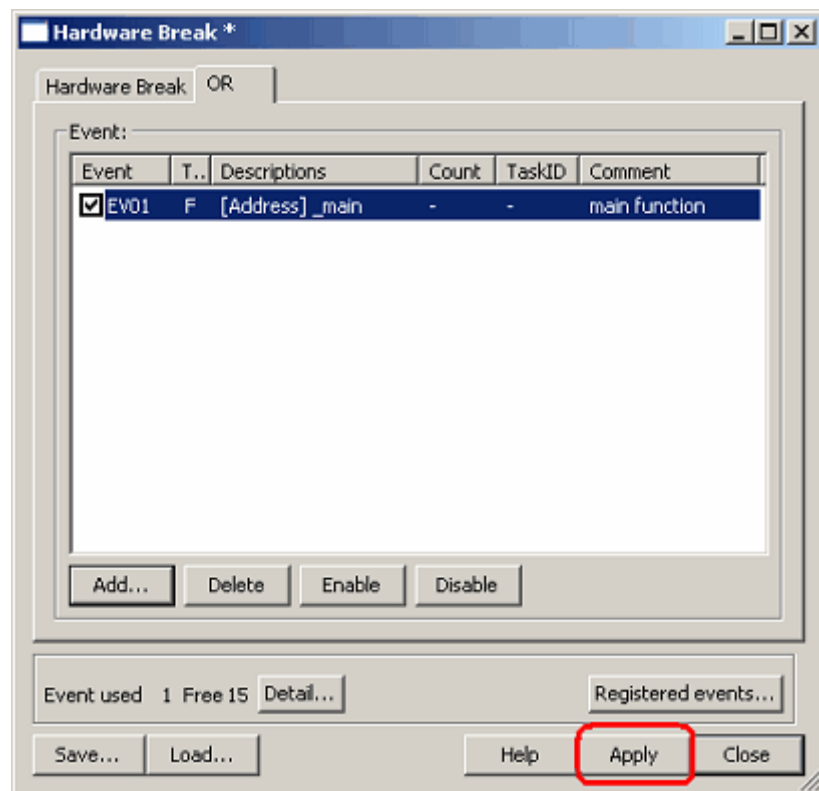 Hardware Break *
Hardware Break OR
Event:
Event T.. Descriptions Count TaskID Comment
EV01 F [Address] _main - - main function
Add... Delete Enable Disable
Event used 1 Free 15 Detail... Registered events...
Save... Load... Help Apply Close